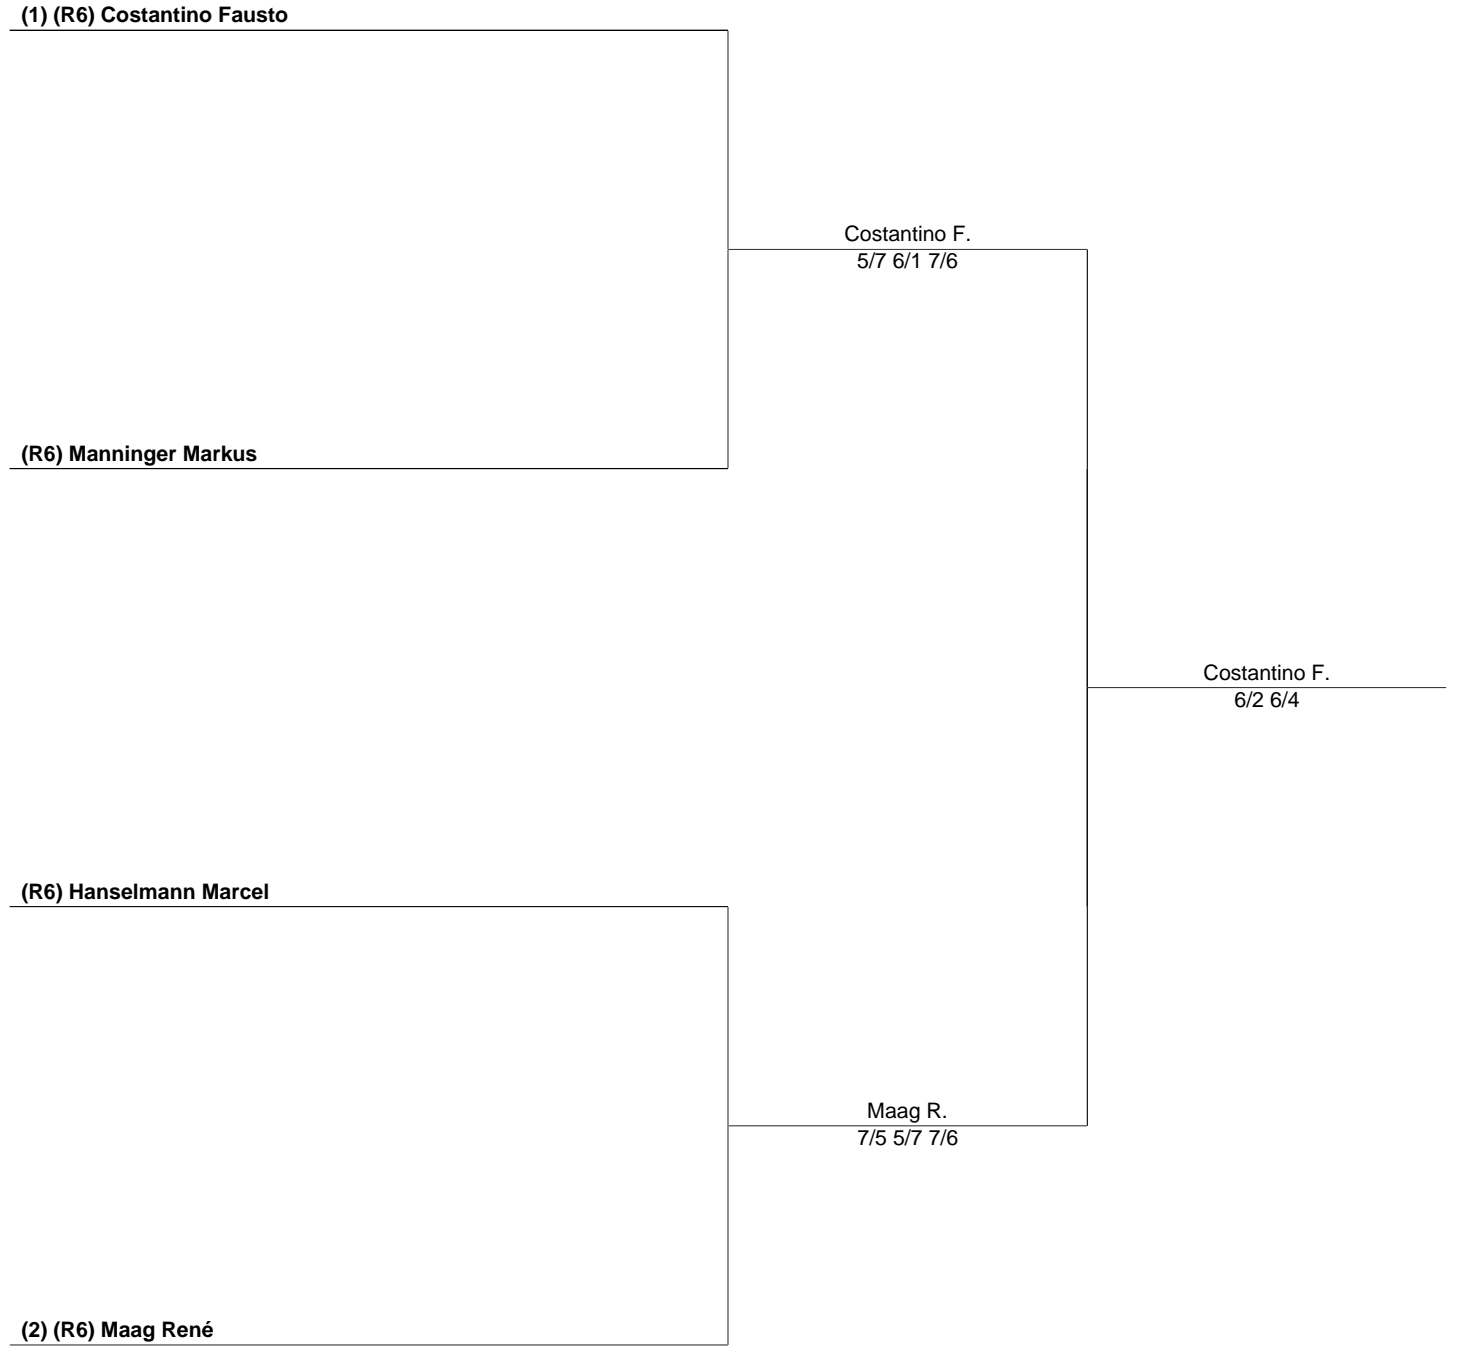 (1) (R6) Costantino Fausto
Costantino F.
5/7 6/1 7/6
(R6) Manninger Markus
Costantino F.
6/2 6/4
(R6) Hanselmann Marcel
Maag R.
7/5 5/7 7/6
(2) (R6) Maag René